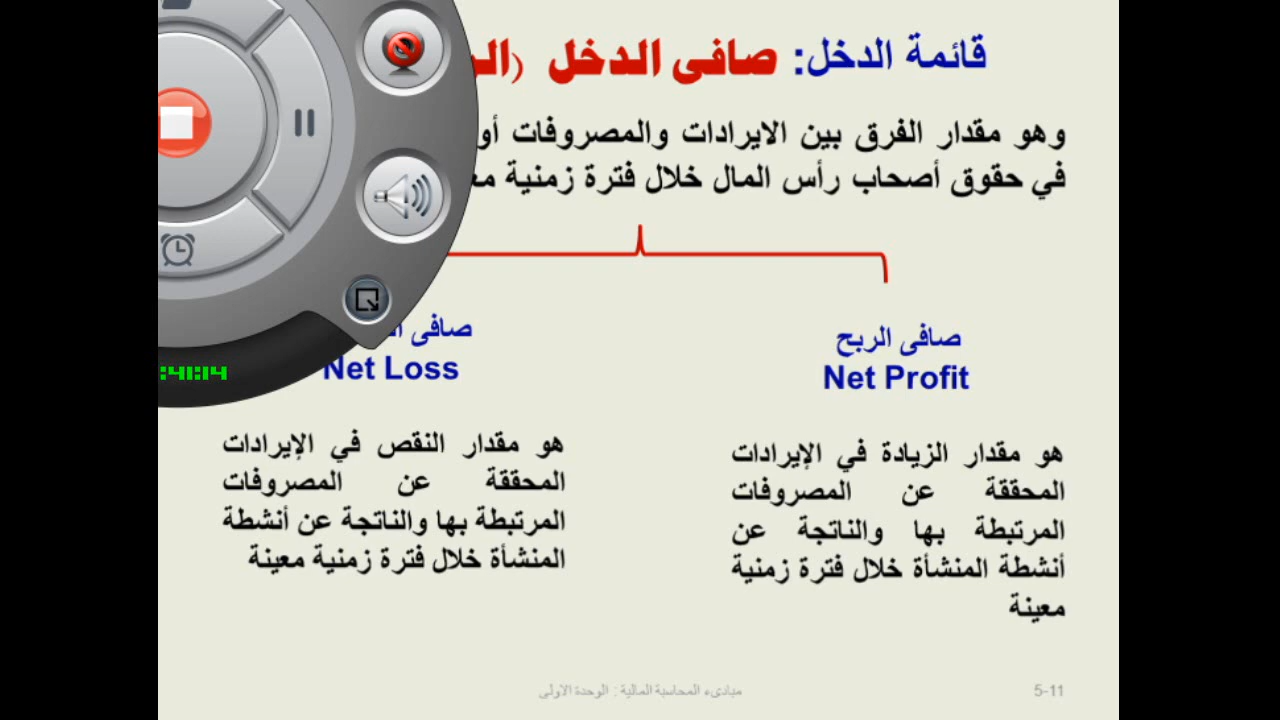 قائمة الدخل: صافى الدخل
وهو مقدار الفرق بين الايرادات والمصروفات أو
في حقوق أصحاب رأس المال خلال فترة زمنية
صافى الربح
Net Profit
هو مقدار الزيادة في الإيرادات
المحققة عن المصروفات
المرتبطة بها والناتجة عن
أنشطة المنشأة خلال فترة زمنية
معينة
صافى
Net Loss
هو مقدار النقص في الإيرادات
المحققة عن المصروفات
المرتبطة بها والناتجة عن أنشطة
المنشأة خلال فترة زمنية معينة
:41:14
مبادىء المحاسبة المالية : الوحدة الاولى
5-11